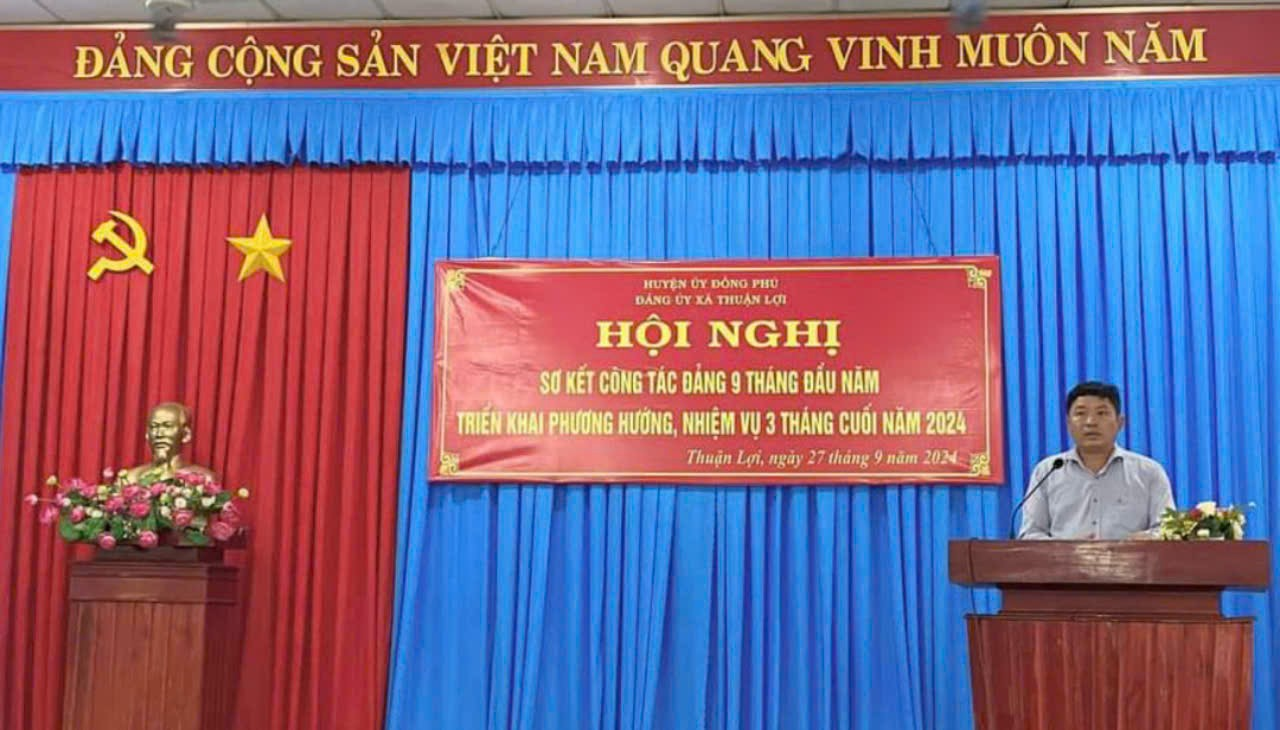 ĐẢNG CỘNG SẢN VIỆT NAM QUANG VINH MUÔN NĂM
HUYỆN ỦY ĐỒNG PHÚ
ĐẢNG ỦY XÃ THUẬN LỢI
HỘI NGHỊ
SƠ KẾT CÔNG TÁC ĐẢNG 9 THÁNG ĐẦU NĂM
TRIỂN KHAI PHƯƠNG HƯỚNG, NHIỆM VỤ 3 THÁNG CUỐI NĂM 2024
Thuận Lợi, ngày 27 tháng 9 năm 2024